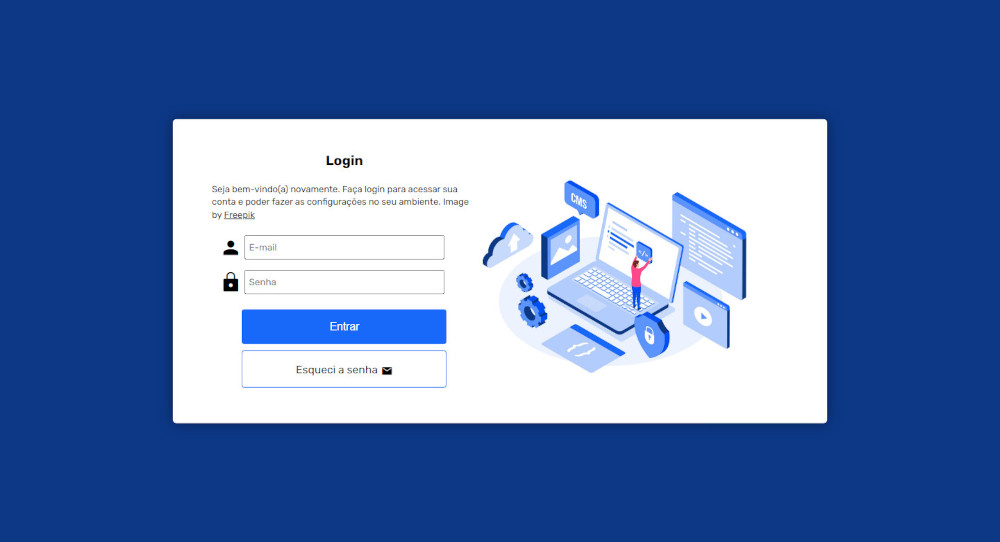 Login
Seja bem-vindo(a) novamente. Faça login para acessar sua
conta e poder fazer as configurações no seu ambiente. Image
by Freepik
E-mail
Senha
Entrar
Esqueci a senha
CMS
</>